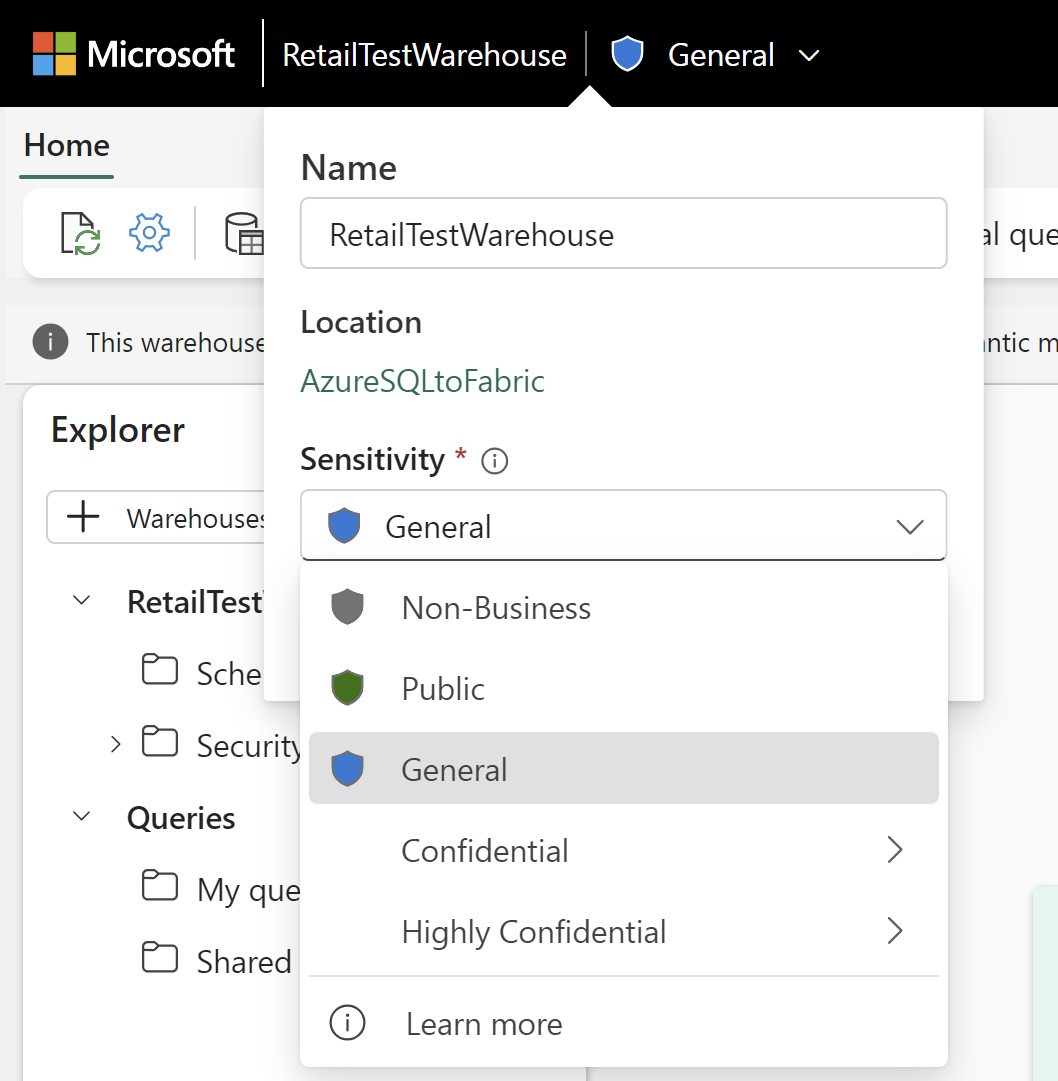 Microsoft RetailTestWarehouse General
Home
Name
RetailTestWarehouse
al que
Location
This warehouse
antic m
AzureSQLtoFabric
Explorer
Sensitivity *
Warehouses
General
RetailTest
Non-Business
Sche
Public
Security
General
Queries
Confidential
My que
Highly Confidential
Shared
Learn more